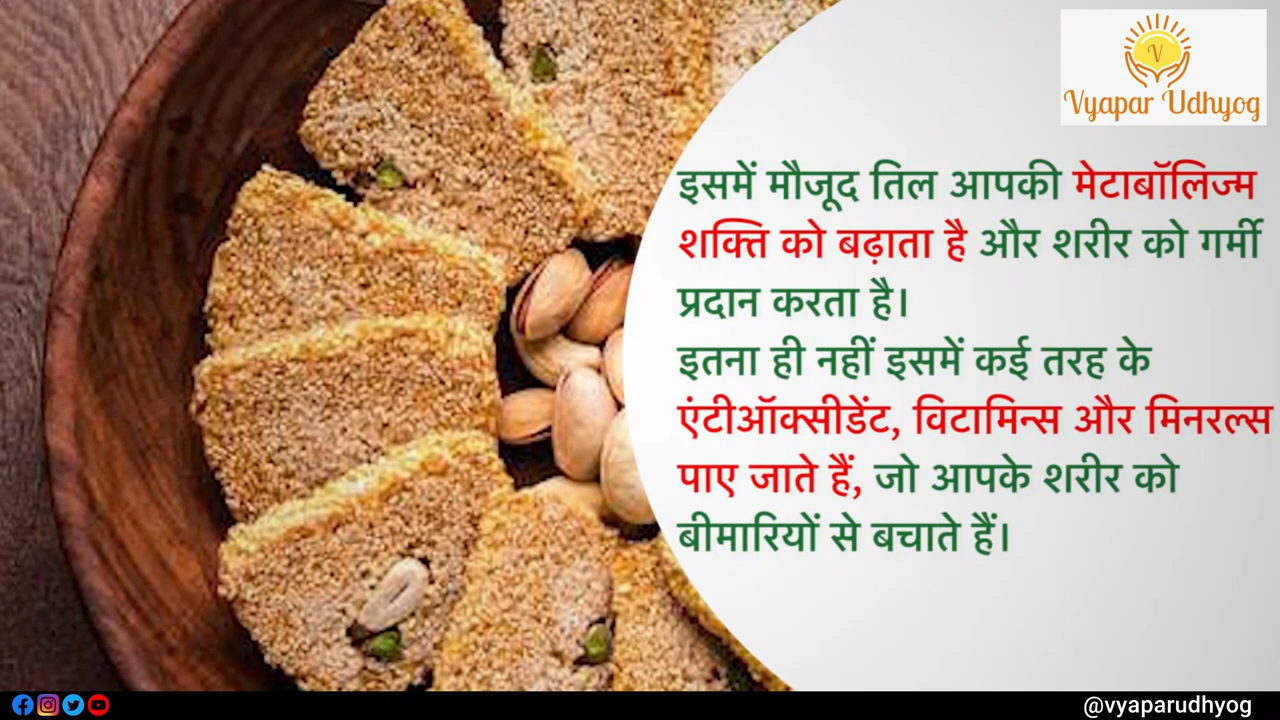 V
Vyapar Udhyog
इसमें मौजूद तिल आपकी मेटाबॉलिज्म
शक्ति को बढ़ाता है और शरीर को गर्मी
प्रदान करता है।
इतना ही नहीं इसमें कई तरह के
एंटीऑक्सीडेंट, विटामिन्स और मिनरल्स
पाए जाते हैं, जो आपके शरीर को
बीमारियों से बचाते हैं।
@vyaparudhyog